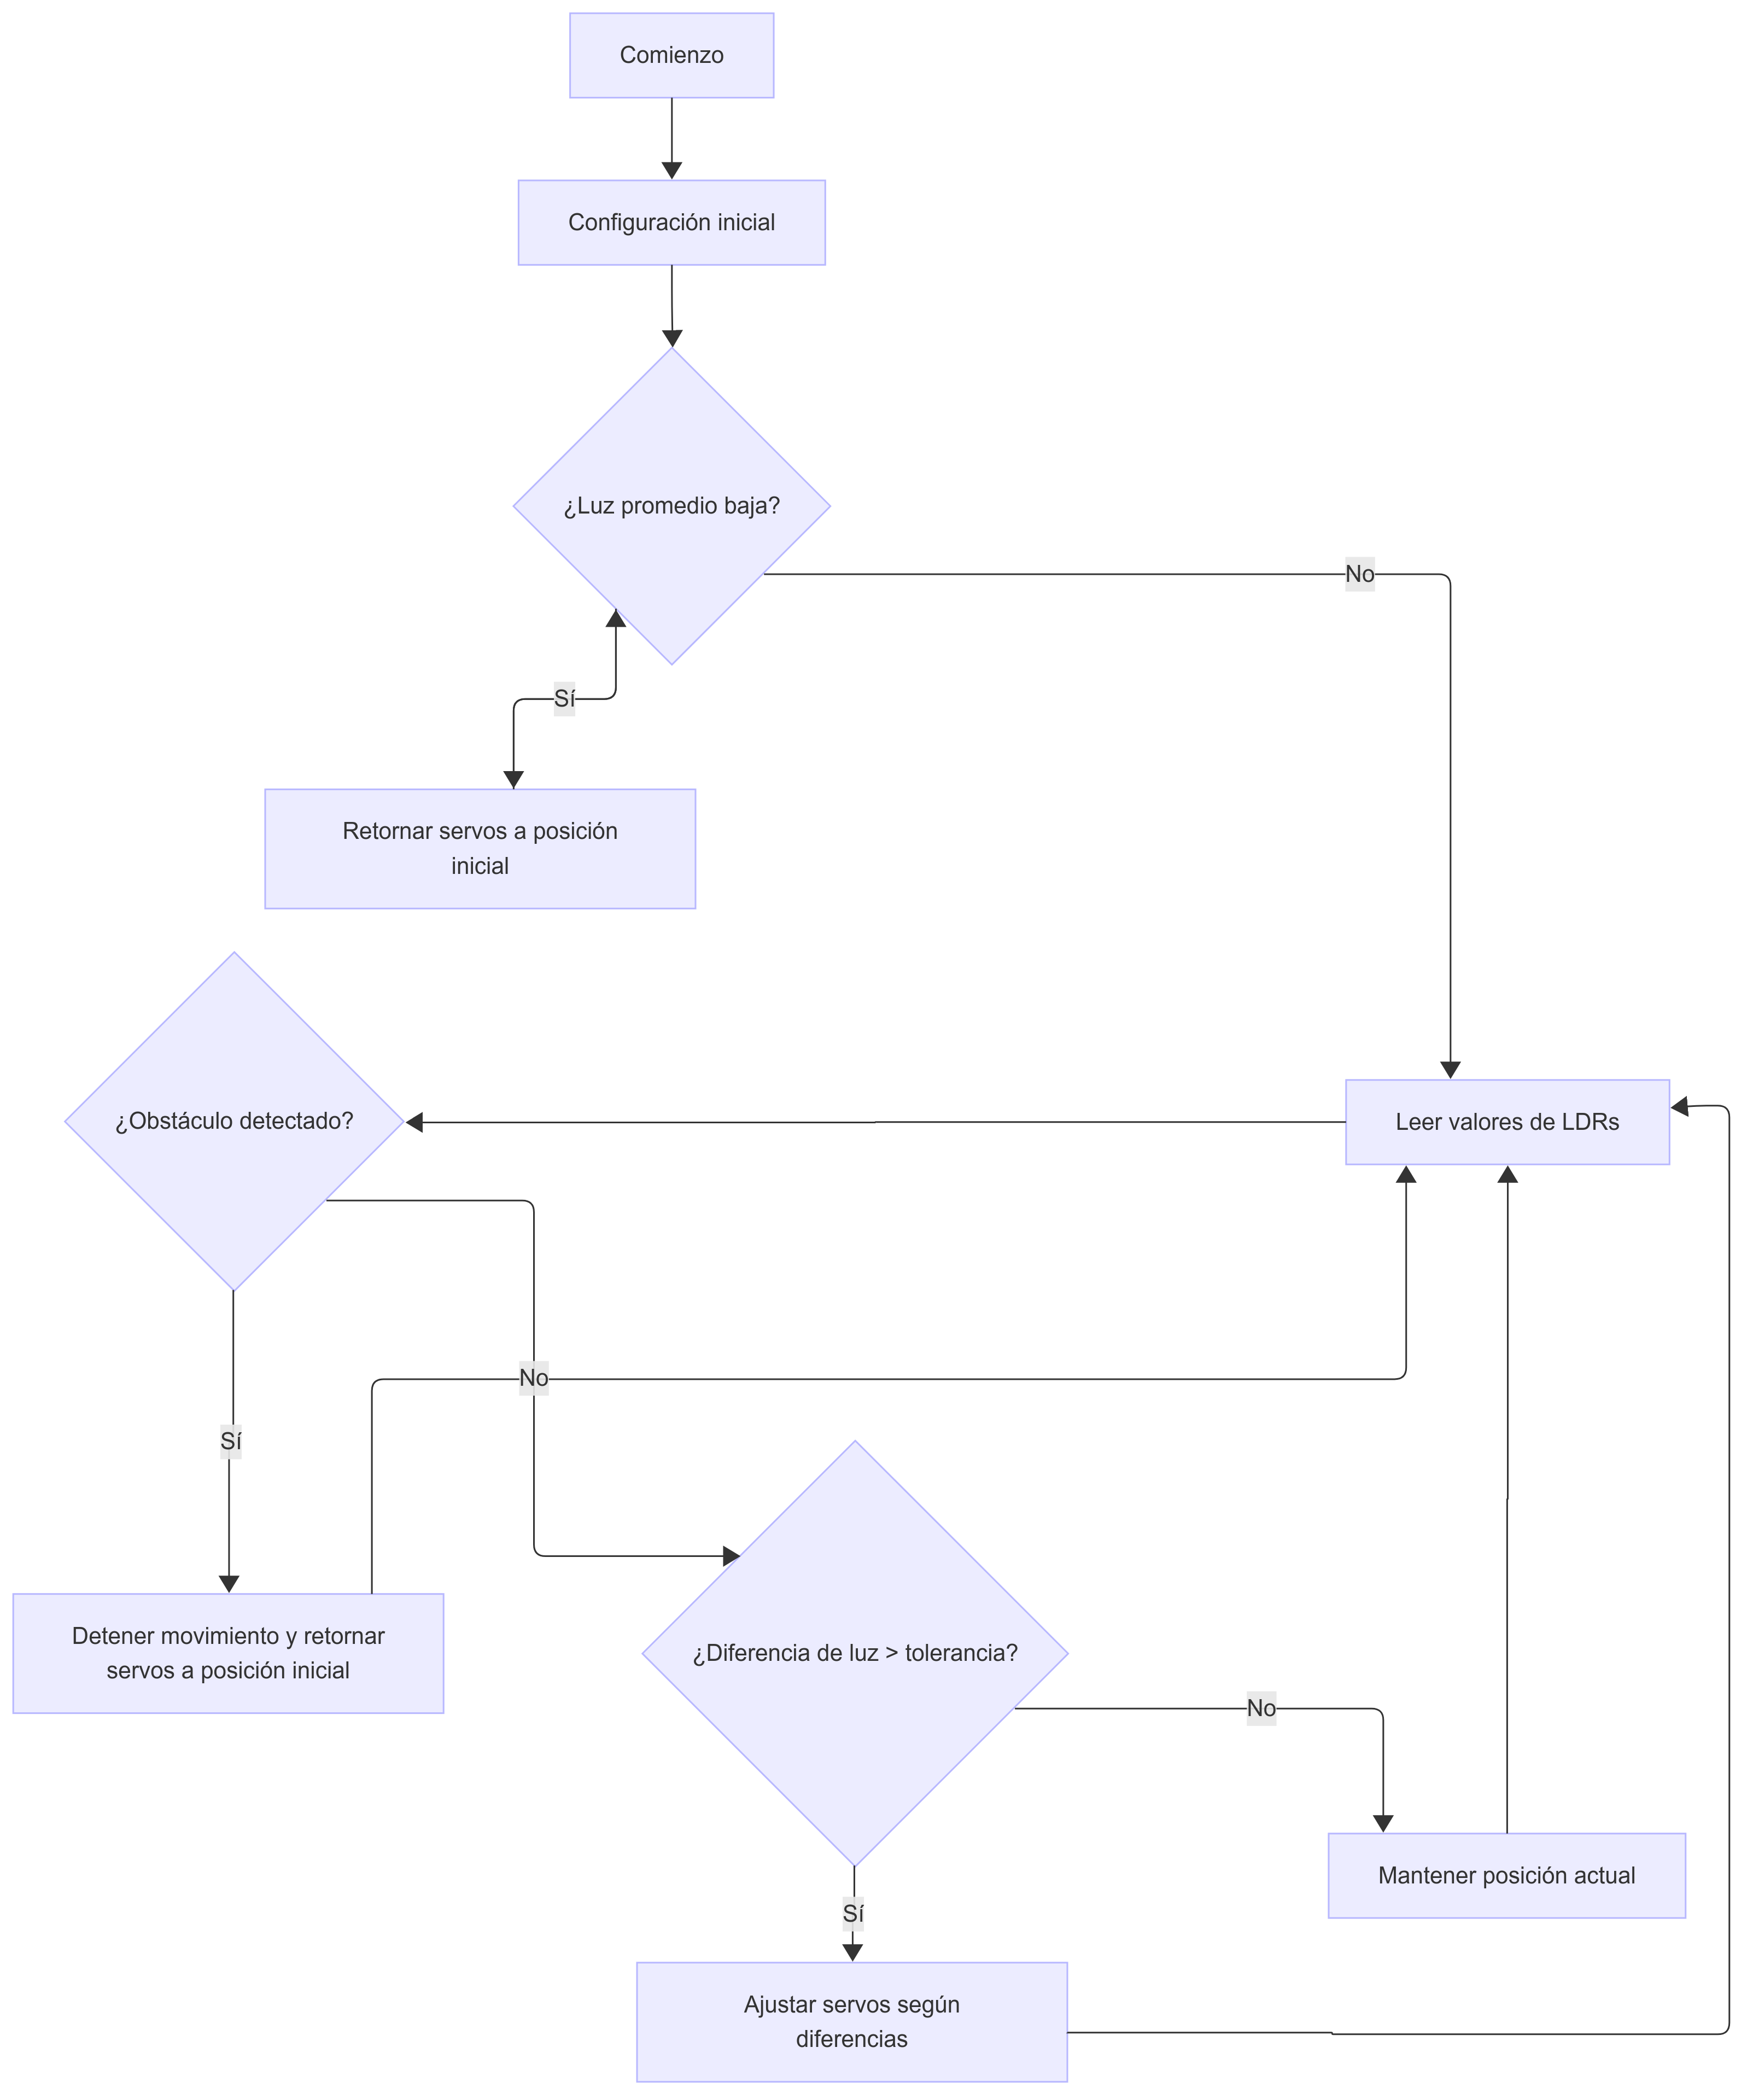 Comienzo
Configuración inicial
¿Luz promedio baja?
No
Sí
Retornar servos a posición
inicial
¿Obstáculo detectado?
Leer valores de LDRs
No
Sí
Detener movimiento y retornar
servos a posición inicial
¿Diferencia de luz > tolerancia?
No
Mantener posición actual
Sí
Ajustar servos según
diferencias